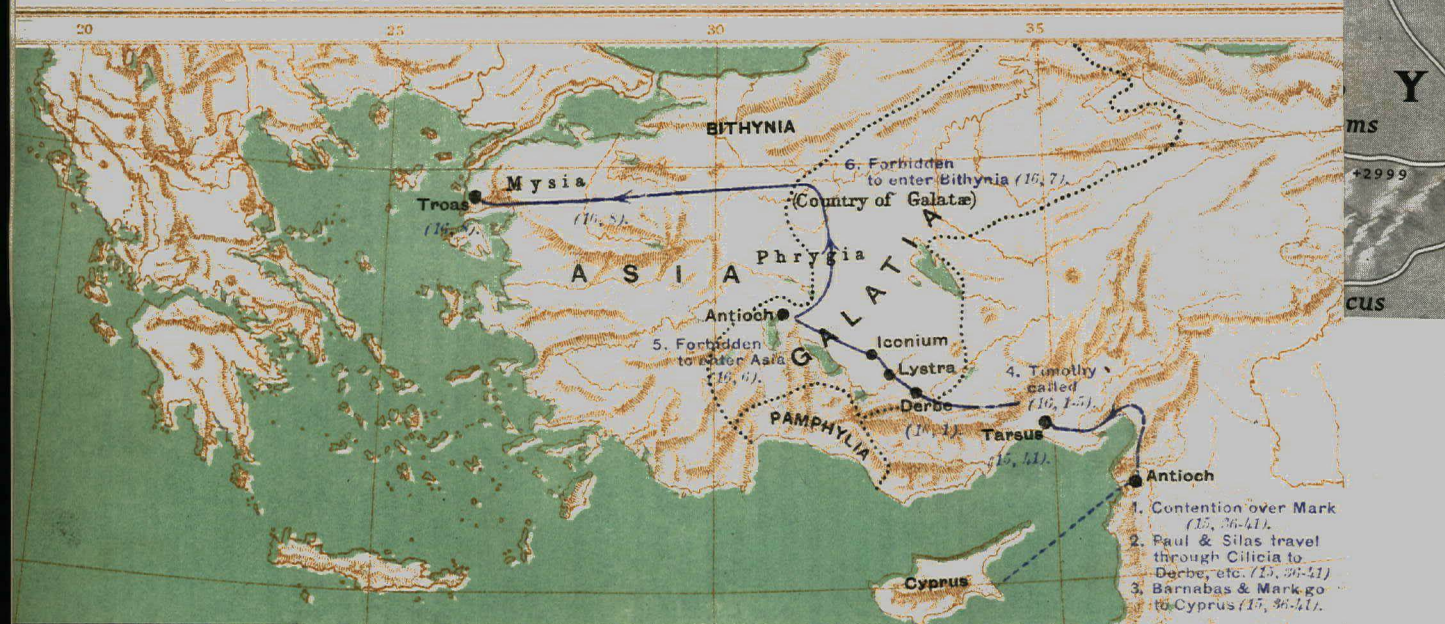 20 25 30 35
Y
ms
BITHYNIA
6. Forbidden
to enter Bithynia (16, 7).
+2999
Mysia
(Country of Galatæ)
Troas
(16, 8).
Phrygia
ASIA
GALATIA
cus
Antioch
5. Forbidden
to enter Asia
(16, 6).
Iconium
Lystra
4. Timothy
called
(16, 1-5).
Derbe
(16, 1).
PAMPHYLIA
Tarsus
(15, 41).
Antioch
1. Contention over Mark
(15, 36-41).
2. Paul & Silas travel
through Cilicia to
Derbe, etc. (15, 36-41)
3. Barnabas & Mark go
to Cyprus (15, 36-41).
Cyprus